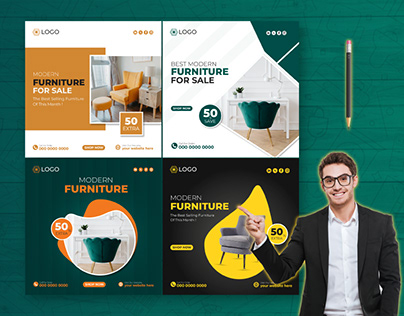 LOGO
MODERN
FURNITURE
FOR SALE
The Best Selling Furniture
Of This Month !
50
EXTRA
SHOP NOW
000 0000 0000
LOGO
BEST MODERN
FURNITURE
FOR SALE
SHOP NOW
50
SAVE
000 0000 0000
LOGO
MODERN
FURNITURE
50
EXTRA
000 0000 0000
SHOP NOW
your website here
LOGO
MODERN
FURNITURE
The Best Selling Furniture
Of This Month !
SHOP NOW
50
EXTRA
000 0000 0000
your website here